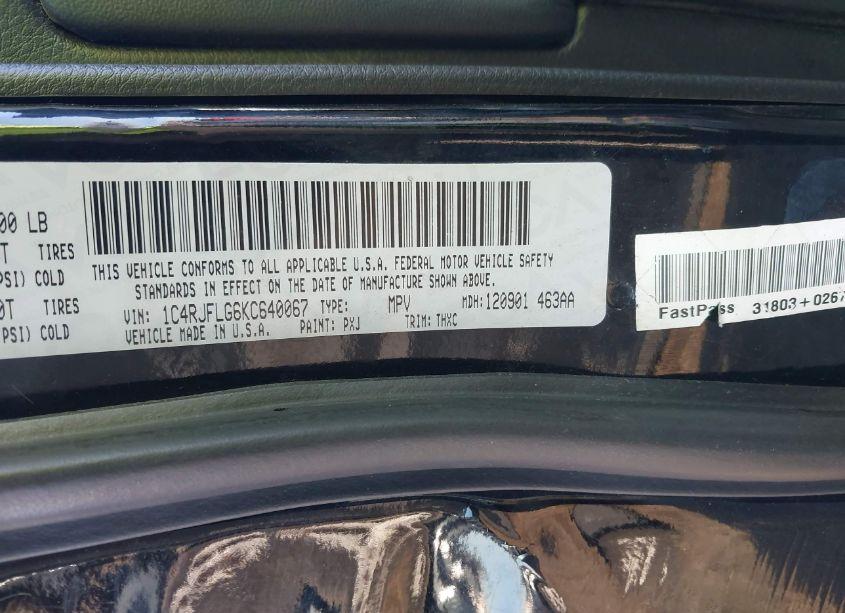 00 LB
T TIRES
PSI) COLD
0T TIRES
PSI) COLD
THIS VEHICLE CONFORMS TO ALL APPLICABLE U.S.A. FEDERAL MOTOR VEHICLE SAFETY
STANDARDS IN EFFECT ON THE DATE OF MANUFACTURE SHOWN ABOVE.
VIN: 1C4RJFLG6KC640067 TYPE: MPV MDH: 120901 463AA
VEHICLE MADE IN U.S.A. PAINT: PXJ TRIM: THXC
FastPass 31803+0267